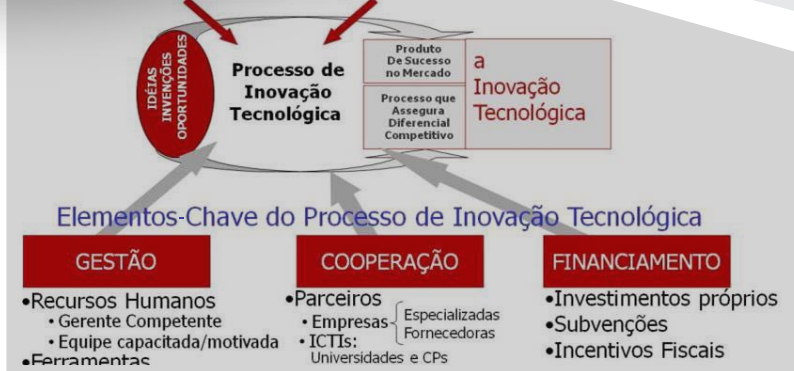 IDÉIAS
INVENÇÕES
OPORTUNIDADES
Processo de
Inovação
Tecnológica
Produto
De Sucesso
no Mercado
Processo que
Assegura
Diferencial
Competitivo
a
Inovação
Tecnológica
Elementos-Chave do Processo de Inovação Tecnológica
GESTÃO
•Recursos Humanos
• Gerente Competente
• Equipe capacitada/motivada
•Ferramentas
COOPERAÇÃO
•Parceiros
• Empresas
Especializadas
Fornecedoras
• ICTIs:
Universidades e CPs
FINANCIAMENTO
•Investimentos próprios
•Subvenções
•Incentivos Fiscais